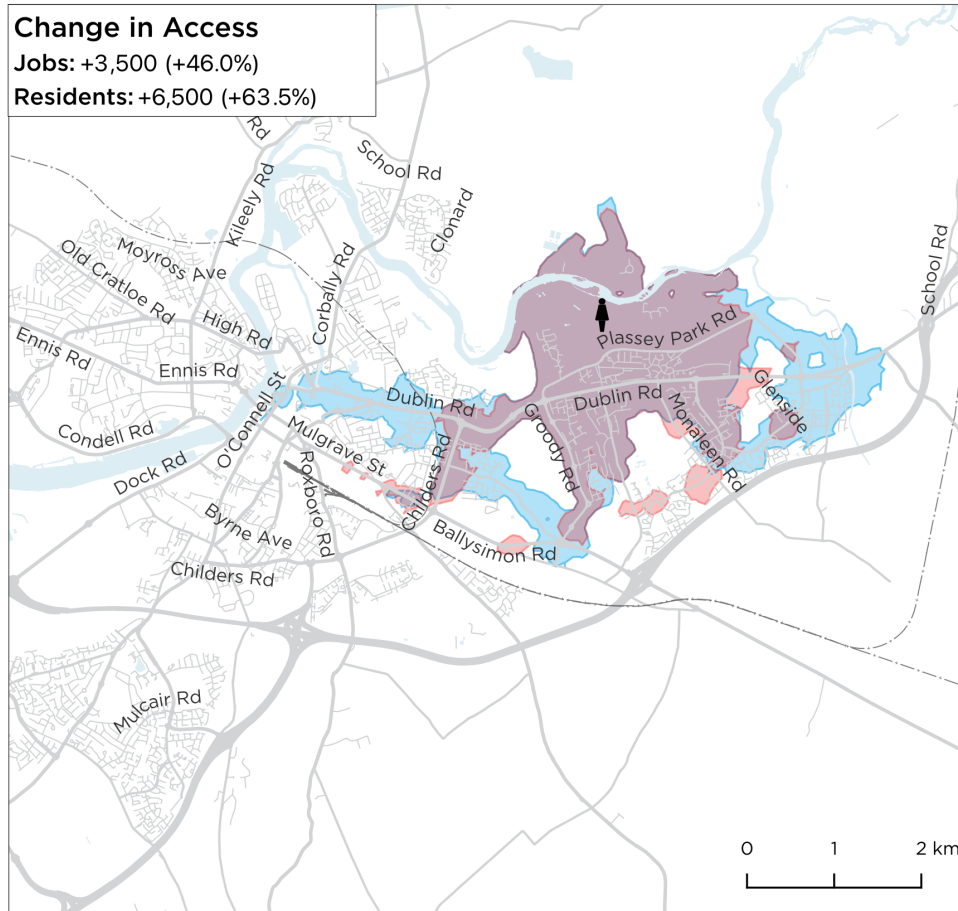 Change in Access
Jobs: +3,500 (+46.0%)
Residents: +6,500 (+63.5%)
Rd
School Rd
Kileely Rd
Clonard
Moyross Ave
Old Cratloe Rd
Corbally Rd
School Rd
High Rd
Plassey Park Rd
Ennis Rd
Ennis Rd
Glenside
Dublin Rd
Dublin Rd
O'Connell St
Groody Rd
Monaleen Rd
Condell Rd
Mulgrave St
Dock Rd
Roxboro Rd
Childers Rd
Byrne Ave
Ballysimon Rd
Childers Rd
Mulcair Rd
0 1 2 km